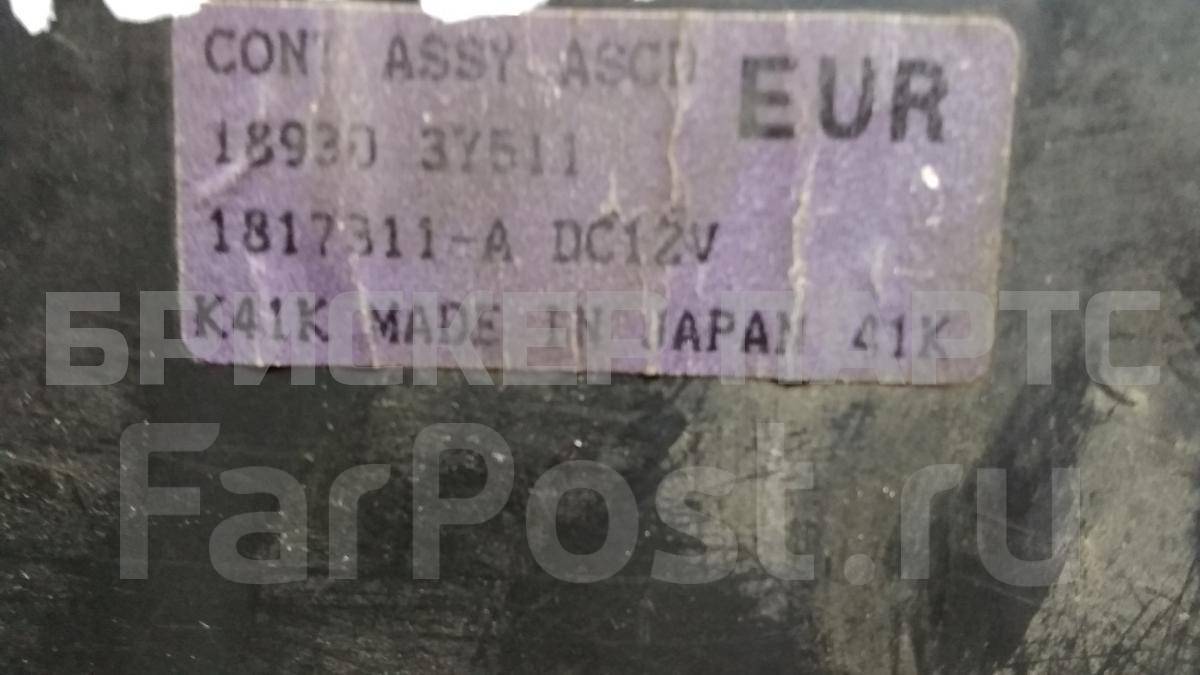 CONT ASSY ASCD EUR
18930 3Y511
1817311-A DC12V
K41K MADE IN JAPAN 41K
БРИСКЕР ПАРТС
FarPost.ru